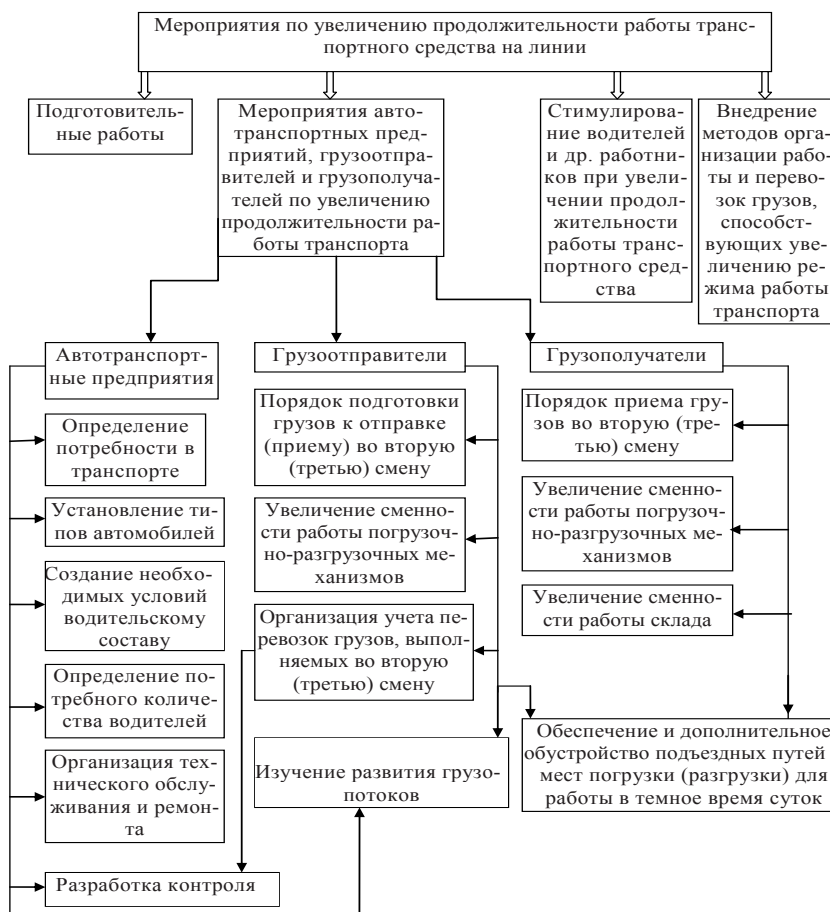 Мероприятия по увеличению продолжительности работы транс-
портного средства на линии
Подготовитель-
ные работы
Мероприятия авто-
транспортных пред-
приятий, грузоотпра-
вителей и грузополуча-
телей по увеличению
продолжительности ра-
боты транспорта
Стимулирова-
ние водителей
и др. работни-
ков при увели-
чении продол-
жительности
работы транс-
портного сред-
ства
Внедрение
методов орга-
низации рабо-
ты и перево-
зок грузов,
способст-
вующих уве-
личению ре-
жима работы
транспорта
Автотранспорт-
ные предприятия
Определение
потребности в
транспорте
Установление ти-
пов автомобилей
Создание необхо-
димых условий
водительскому
составу
Определение по-
требного количе-
ства водителей
Организация тех-
нического обслу-
живания и ремон-
та
Разработка контроля
Грузоотправители
Порядок подготовки
грузов к отправке
(приему) во вторую
(третью) смену
Увеличение сменно-
сти работы погрузоч-
но-разгрузочных ме-
ханизмов
Организация учета пе-
ревозок грузов, выпол-
няемых во вторую
(третью) смену
Изучение развития грузо-
потоков
Грузополучатели
Порядок приема гру-
зов во вторую (тре-
тью) смену
Увеличение сменно-
сти работы погрузоч-
но-разгрузочных ме-
ханизмов
Увеличение сменно-
сти работы склада
Обеспечение и дополнительное
обустройство подъездных путей
мест погрузки (разгрузки) для
работы в темное время суток